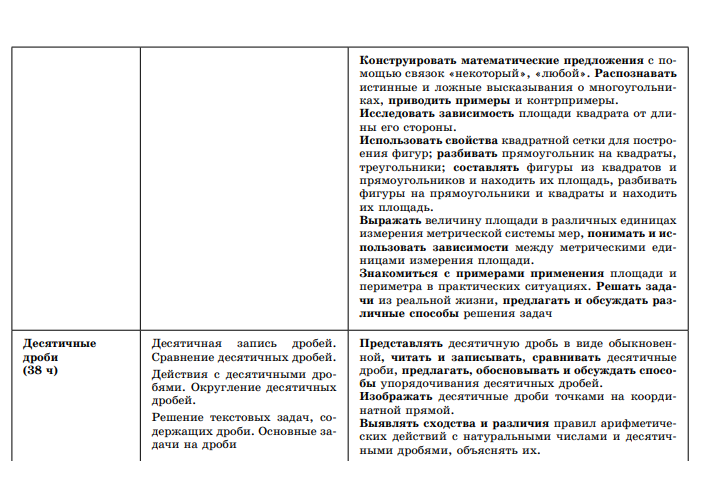 Конструировать математические предложения с по-
мощью связок «некоторый», «любой». Распознавать
истинные и ложные высказывания о многоугольни-
ках, приводить примеры и контрпримеры.
Исследовать зависимость площади квадрата от дли-
ны его стороны.
Использовать свойства квадратной сетки для постро-
ения фигур; разбивать прямоугольник на квадраты,
треугольники; составлять фигуры из квадратов и
прямоугольников и находить их площадь, разбивать
фигуры на прямоугольники и квадраты и находить
их площадь.
Выражать величину площади в различных единицах
измерения метрической системы мер, понимать и ис-
пользовать зависимости между метрическими еди-
ницами измерения площади.
Знакомиться с примерами применения площади и
периметра в практических ситуациях. Решать зада-
чи из реальной жизни, предлагать и обсуждать раз-
личные способы решения задач
Десятичные
дроби
(38 ч)
Десятичная запись дробей.
Сравнение десятичных дробей.
Действия с десятичными дро-
бями. Округление десятичных
дробей.
Решение текстовых задач, со-
держащих дроби. Основные за-
дачи на дроби
Представлять десятичную дробь в виде обыкновен-
ной, читать и записывать, сравнивать десятичные
дроби, предлагать, обосновывать и обсуждать спосо-
бы упорядочивания десятичных дробей.
Изображать десятичные дроби точками на коорди-
натной прямой.
Выявлять сходства и различия правил арифметиче-
ских действий с натуральными числами и десятич-
ными дробями, объяснять их.